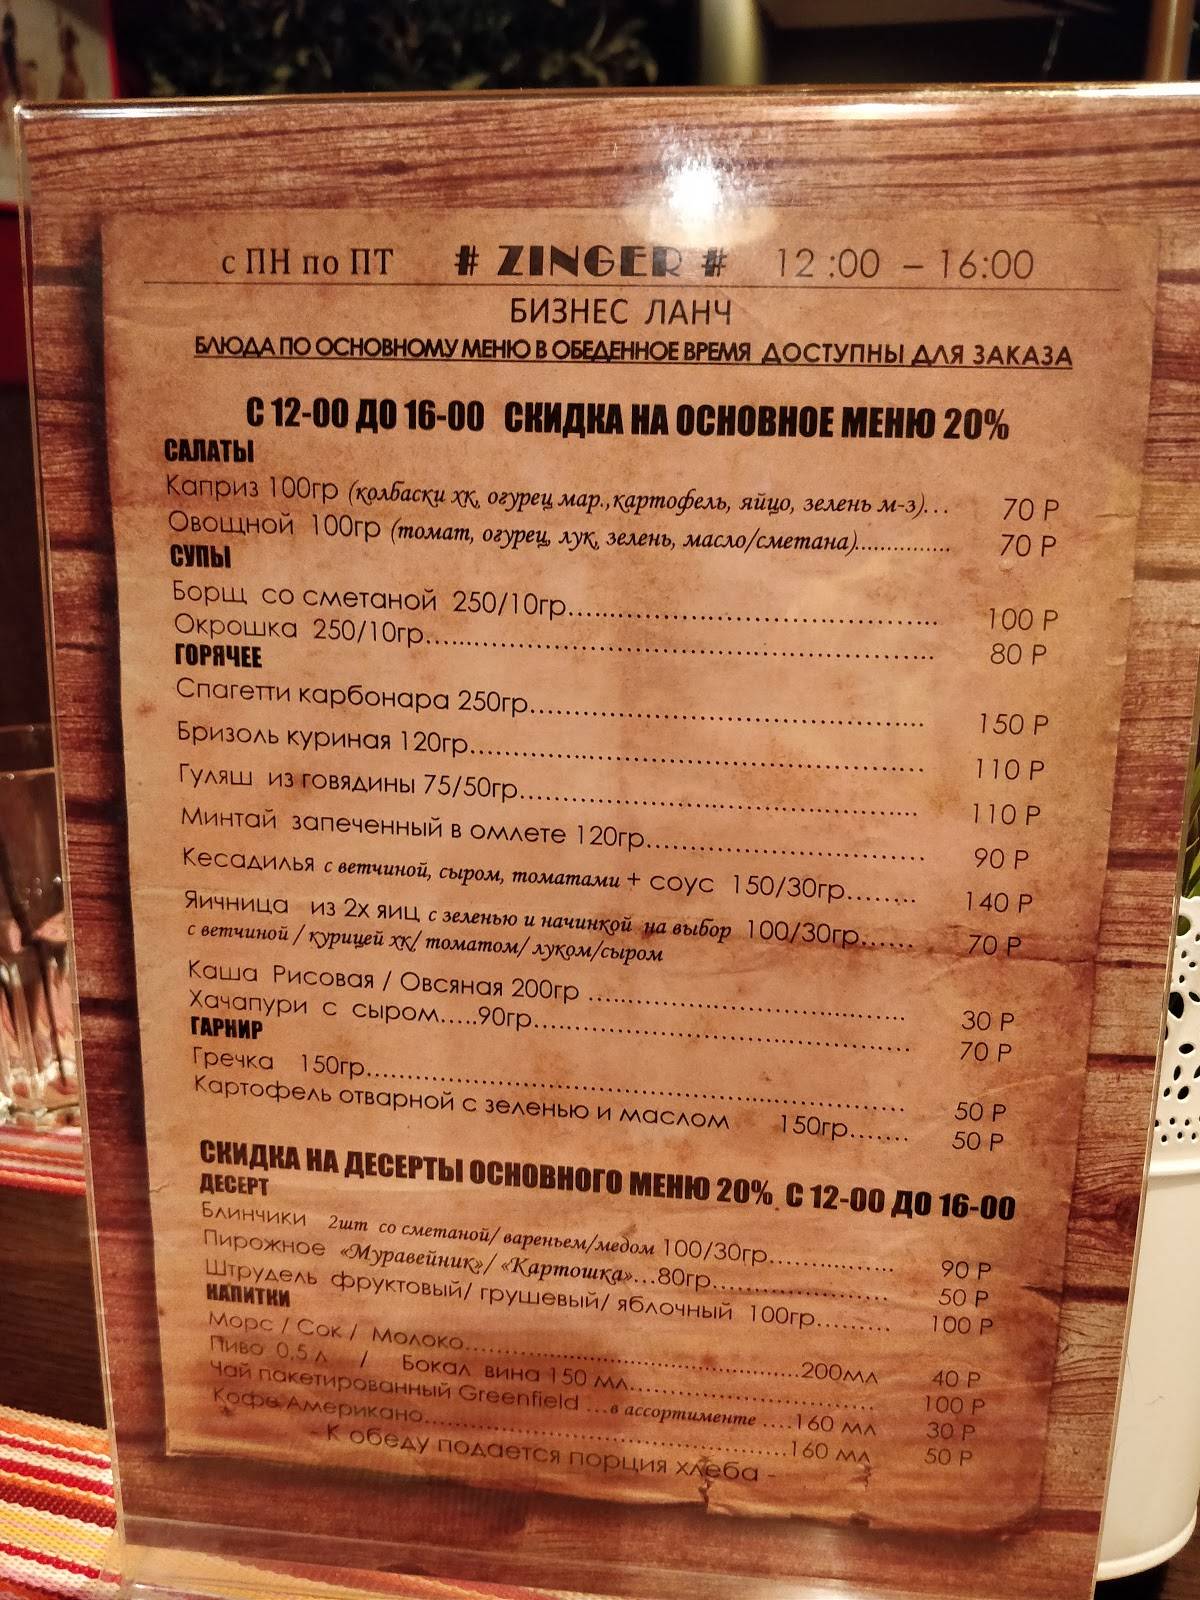 с ПН по ПТ # ZINGER # 12 :00 – 16:00
БИЗНЕС ЛАНЧ
БЛЮДА ПО ОСНОВНОМУ МЕНЮ В ОБЕДЕННОЕ ВРЕМЯ ДОСТУПНЫ ДЛЯ ЗАКАЗА
С 12-00 ДО 16-00 СКИДКА НА ОСНОВНОЕ МЕНЮ 20%
САЛАТЫ
Каприз 100гр (колбаски хк, огурец мар.,картофель, яйцо, зелень м-з)... 70 Р
Овощной 100гр (томат, огурец, лук, зелень, масло/сметана)............... 70 Р
СУПЫ
Борщ со сметаной 250/10гр............................................. 100 Р
Окрошка 250/10гр............................................................... 80 Р
ГОРЯЧЕЕ
Спагетти карбонара 250гр................................................ 150 Р
Бризоль куриная 120гр....................................................... 110 Р
Гуляш из говядины 75/50гр................................................ 110 Р
Минтай запеченный в омлете 120гр.................................. 90 Р
Кесадилья с ветчиной, сыром, томатами + соус 150/30гр........ 140 Р
Яичница из 2х яиц с зеленью и начинкой на выбор 100/30гр...... 70 Р
с ветчиной / курицей хк/ томатом/ луком/сыром
Каша Рисовая / Овсяная 200гр ....................................... 30 Р
Хачапури с сыром.....90гр.............................................. 70 Р
ГАРНИР
Гречка 150гр................................................................. 50 Р
Картофель отварной с зеленью и маслом 150гр........ 50 Р
СКИДКА НА ДЕСЕРТЫ ОСНОВНОГО МЕНЮ 20% С 12-00 ДО 16-00
ДЕСЕРТ
Блинчики 2шт со сметаной/ вареньем/медом 100/30гр.............. 90 Р
Пирожное «Муравейник»/ «Картошка»...80гр..................... 50 Р
Штрудель фруктовый/ грушевый/ яблочный 100гр.......... 100 Р
НАПИТКИ
Морс / Сок / Молоко.............................................200мл 40 Р
Пиво 0,5 л / Бокал вина 150 мл............................... 100 Р
Чай пакетированный Greenfield ...в ассортименте ....160 мл 30 Р
Кофе Американо.................................................160 мл 50 Р
- К обеду подается порция хлеба -